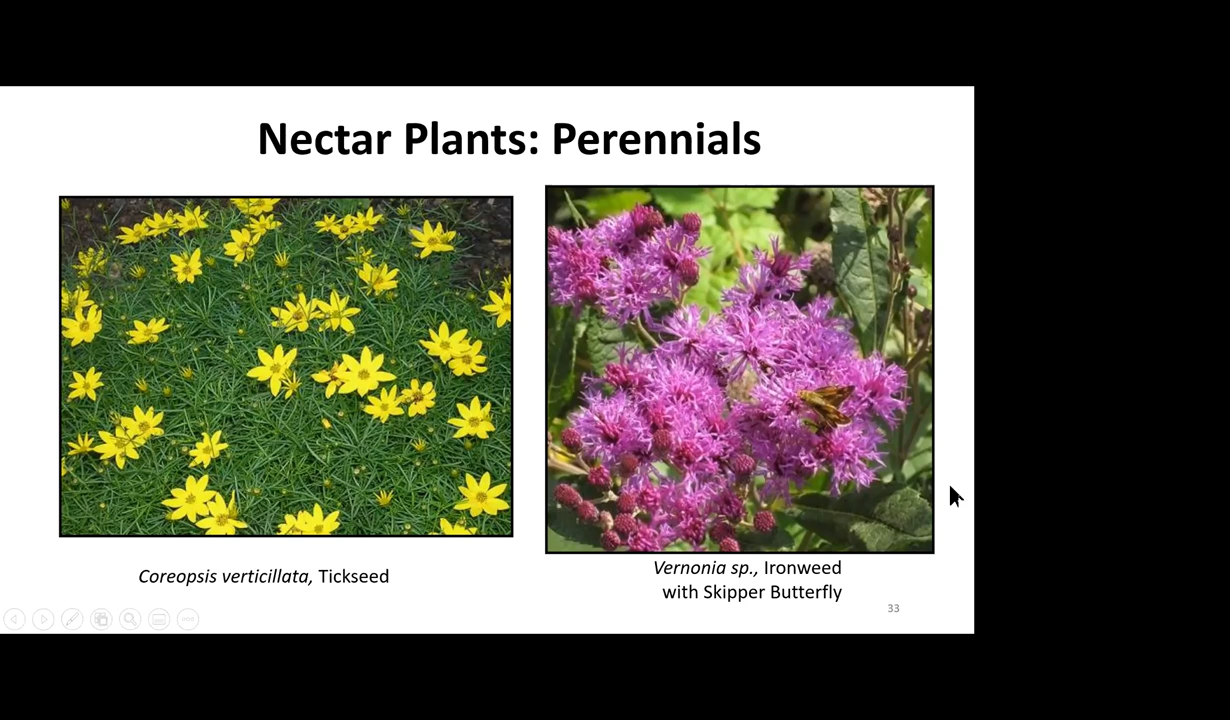 Nectar Plants: Perennials
Coreopsis verticillata, Tickseed
Vernonia sp., Ironweed
with Skipper Butterfly
33